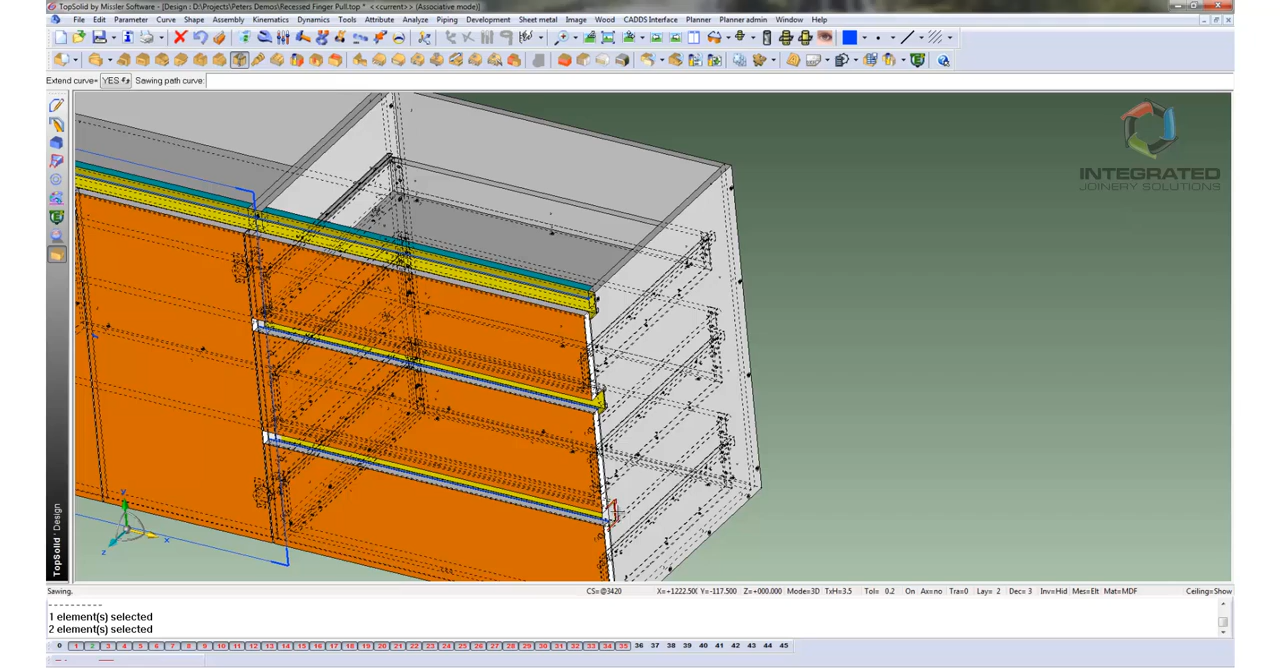 TopSolid by Missler Software - [Design : D:\Projects\Peters Demos\Recessed Finger Pull.top * <<current>> (Associative mode)]
File Edit Parameter Curve Shape Assembly Kinematics Dynamics Tools Attribute Analyze Piping Development Sheet metal Image Wood CADDS Interface Planner Planner admin Window Help
Extend curve= YES Sawing path curve:
INTEGRATED
JOINERY SOLUTIONS
TopSolid'Design
y
x
z
Sawing. CS=@3420 X=+1222.500 Y=-117.500 Z=+000.000 Mode=3D TxH=3.5 Tol= 0.2 On Ax=no Tra=0 Lay= 2 Dec= 3 Inv=Hid Mes=Elt Mat=MDF Ceiling=Show
----------
1 element(s) selected
2 element(s) selected
0 1 2 3 4 5 6 7 8 9 10 11 12 13 14 15 16 17 18 19 20 21 22 23 24 25 26 27 28 29 30 31 32 33 34 35 36 37 38 39 40 41 42 43 44 45